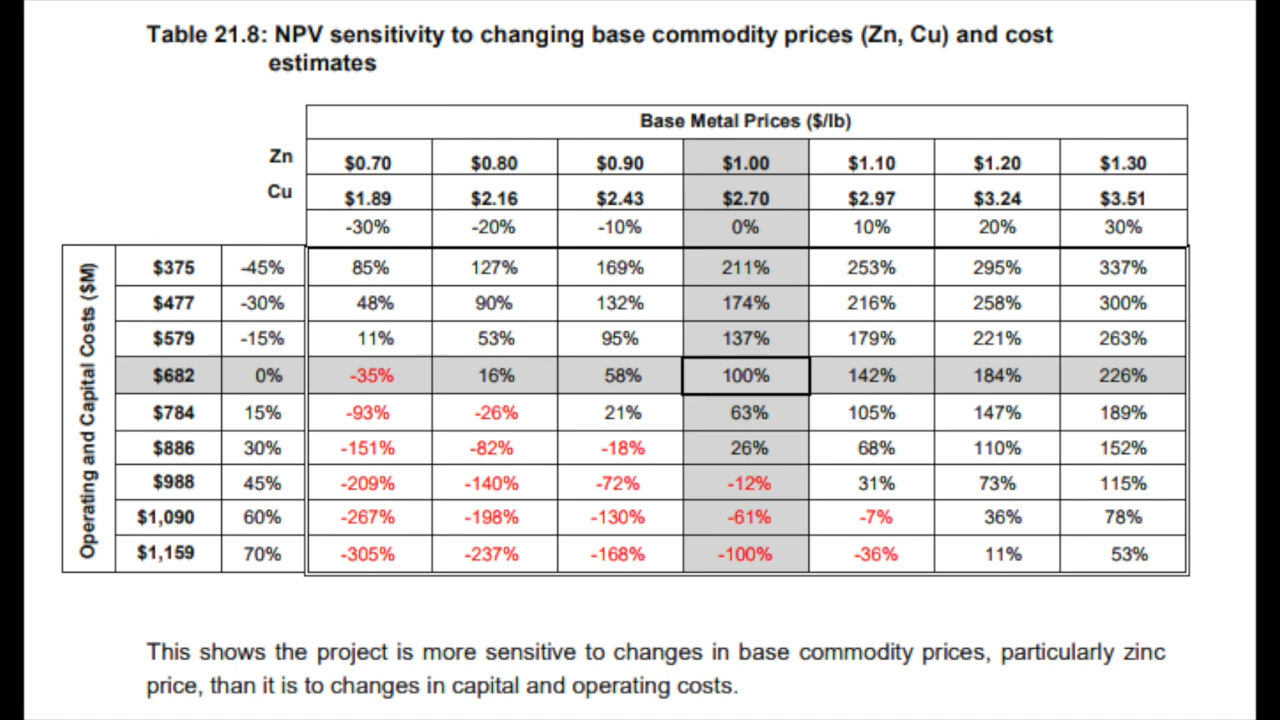 Table 21.8: NPV sensitivity to changing base commodity prices (Zn, Cu) and cost
estimates
Base Metal Prices ($/lb)
Zn $0.70 $0.80 $0.90 $1.00 $1.10 $1.20 $1.30
Cu $1.89 $2.16 $2.43 $2.70 $2.97 $3.24 $3.51
-30% -20% -10% 0% 10% 20% 30%
Operating and Capital Costs ($M)
$375 -45% 85% 127% 169% 211% 253% 295% 337%
$477 -30% 48% 90% 132% 174% 216% 258% 300%
$579 -15% 11% 53% 95% 137% 179% 221% 263%
$682 0% -35% 16% 58% 100% 142% 184% 226%
$784 15% -93% -26% 21% 63% 105% 147% 189%
$886 30% -151% -82% -18% 26% 68% 110% 152%
$988 45% -209% -140% -72% -12% 31% 73% 115%
$1,090 60% -267% -198% -130% -61% -7% 36% 78%
$1,159 70% -305% -237% -168% -100% -36% 11% 53%
This shows the project is more sensitive to changes in base commodity prices, particularly zinc
price, than it is to changes in capital and operating costs.